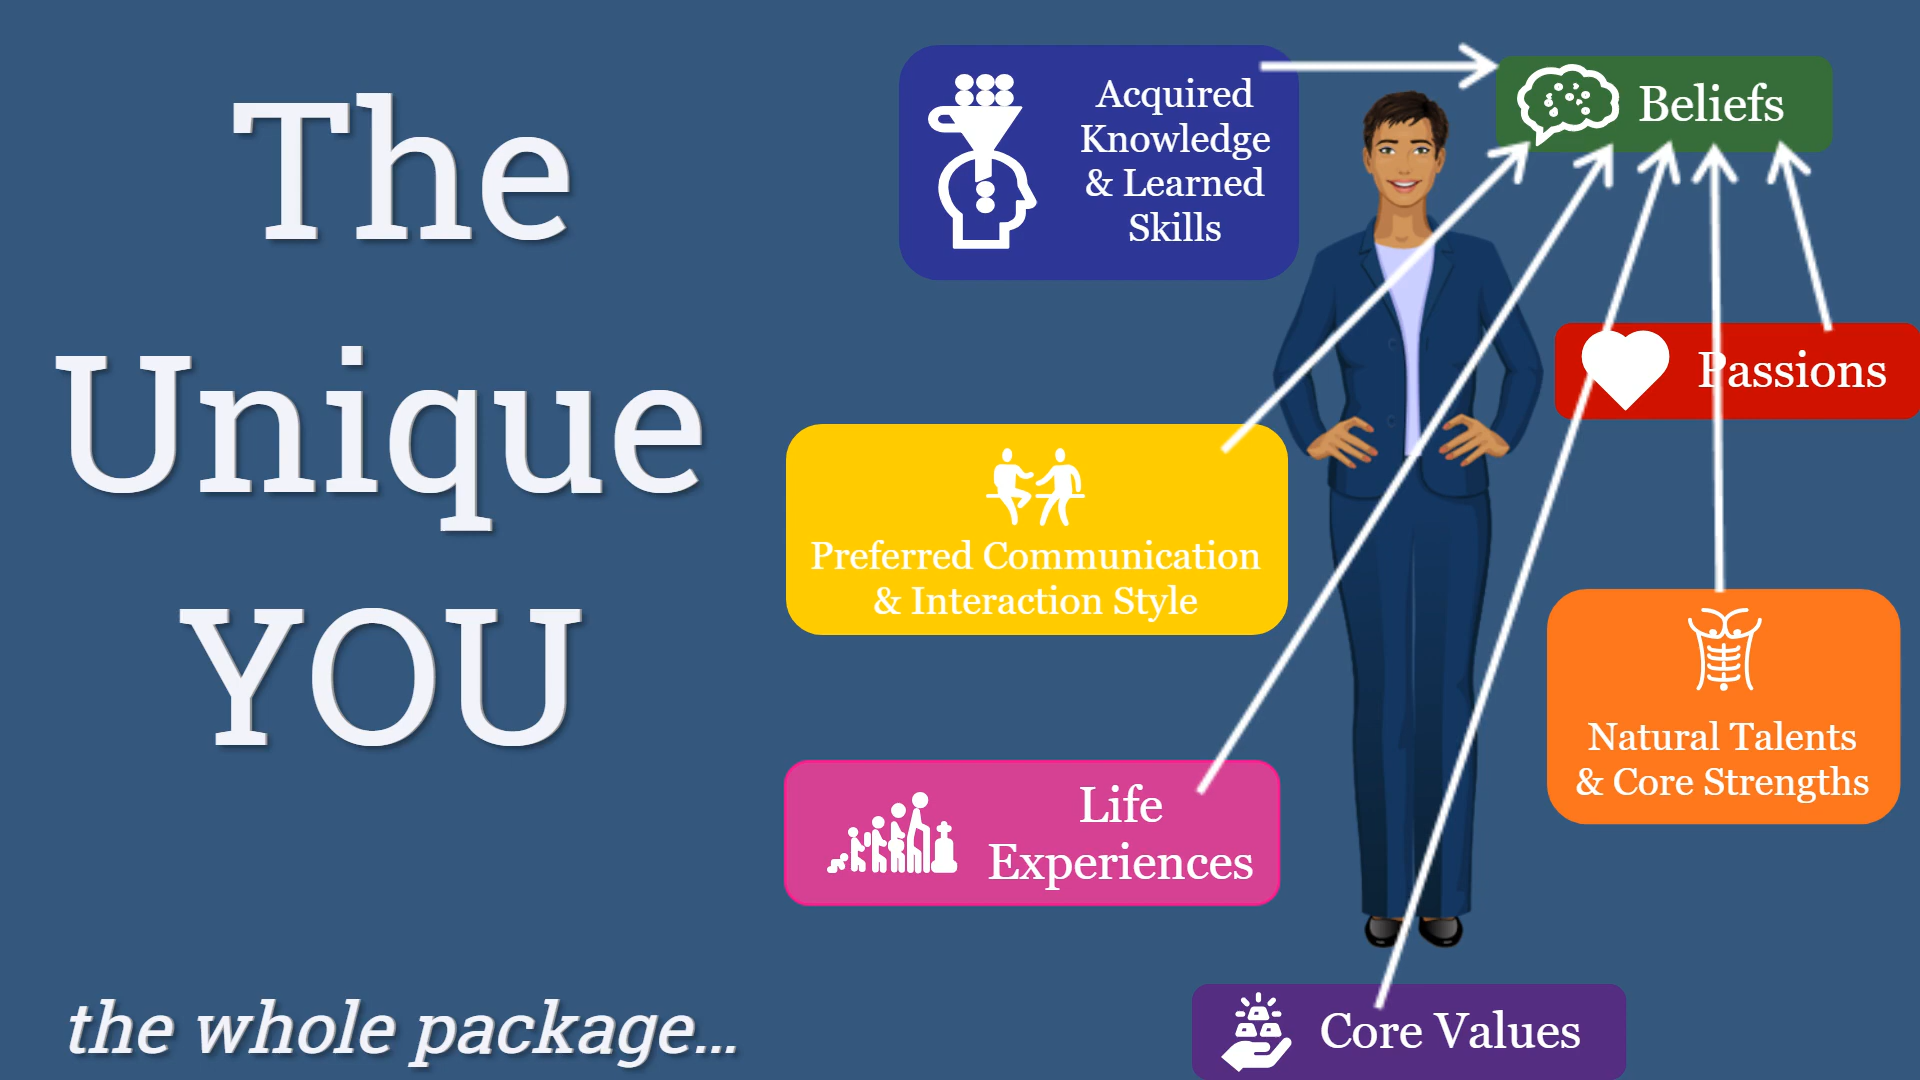 The
Unique
YOU
the whole package...
Acquired
Knowledge
& Learned
Skills
Beliefs
Passions
Preferred Communication
& Interaction Style
Natural Talents
& Core Strengths
Life
Experiences
Core Values